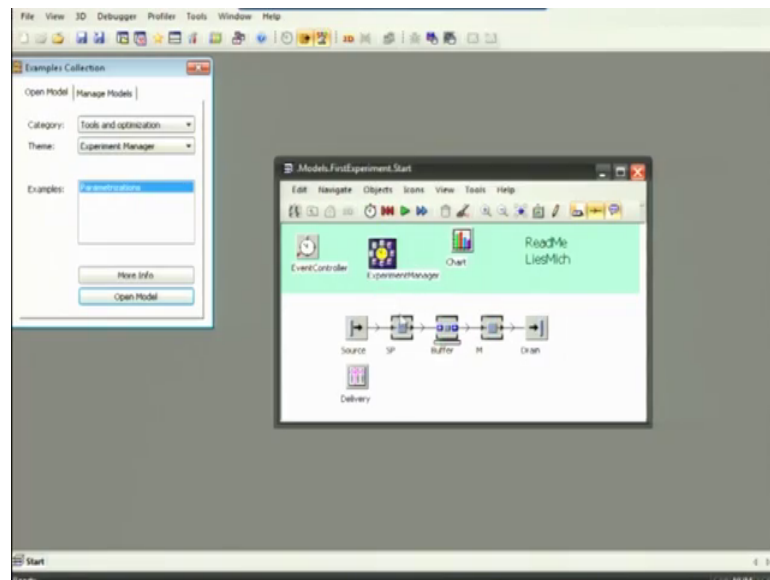 File View 3D Debugger Profiler Tools Window Help
3D
Examples Collection
Open Model Manage Models
Category: Tools and optimization
Theme: Experiment Manager
Examples: Parametrizations
More Info
Open Model
.Models.FirstExperiment.Start
Edit Navigate Objects Icons View Tools Help
EventController
ExperimentManager
Chart
ReadMe
LiesMich
Source SP Buffer M Drain
Delivery
Start